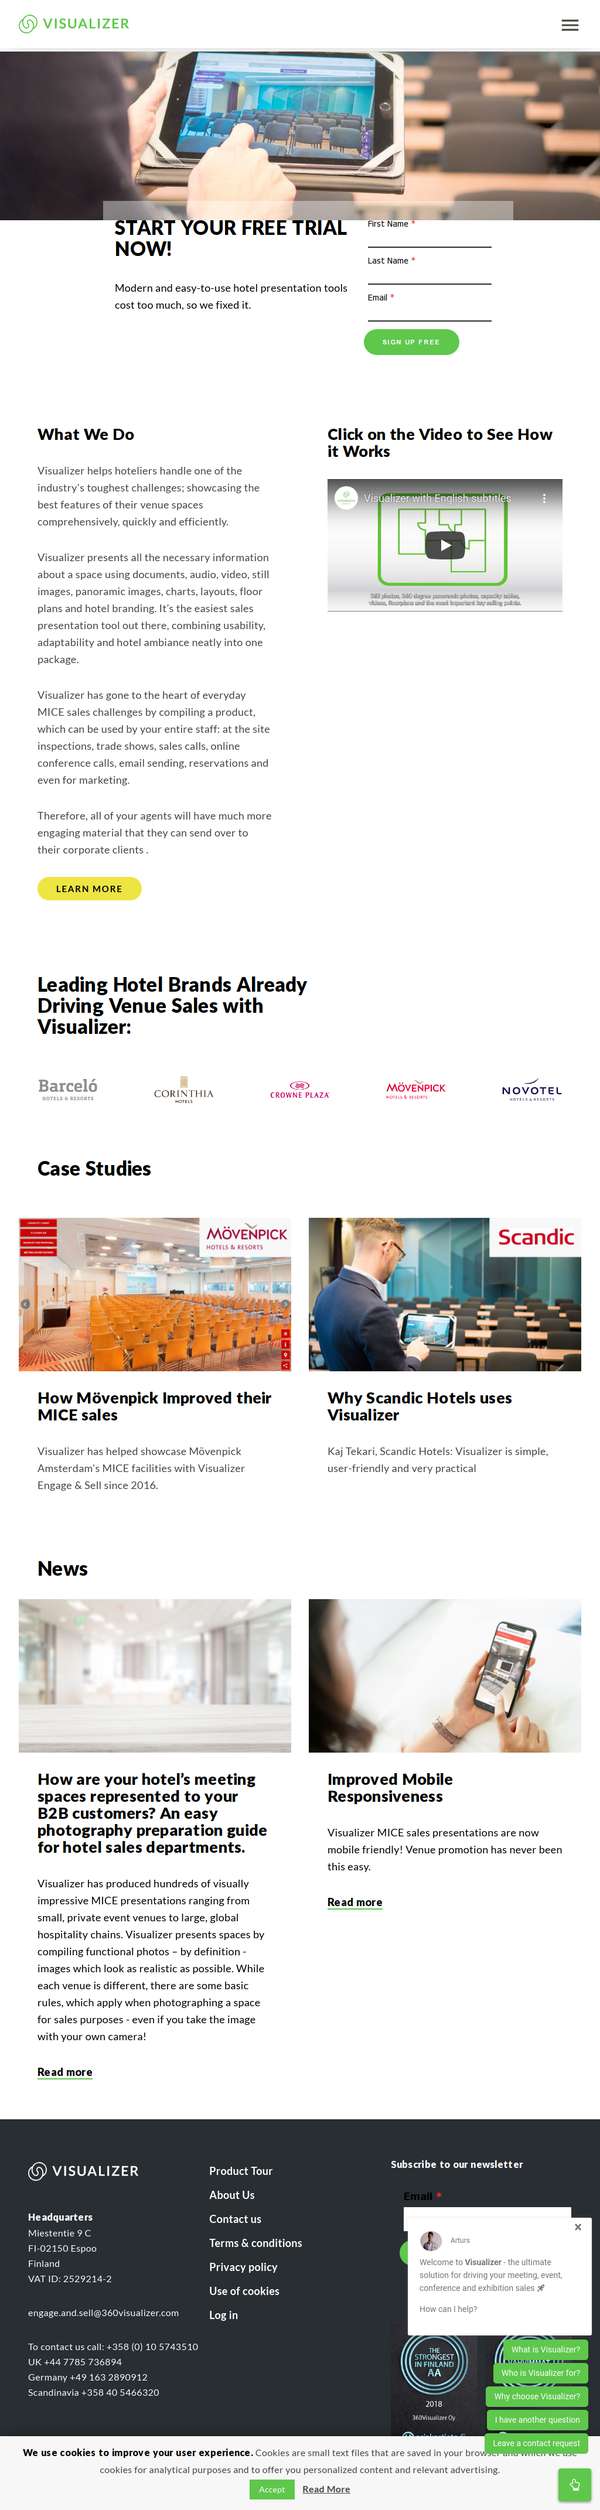 VISUALIZER
START YOUR FREE TRIAL
NOW!
Modern and easy-to-use hotel presentation tools
cost too much, so we fixed it.
First Name *
Last Name *
Email *
SIGN UP FREE
What We Do
Visualizer helps hoteliers handle one of the
industry's toughest challenges; showcasing the
best features of their venue spaces
comprehensively, quickly and efficiently.
Visualizer presents all the necessary information
about a space using documents, audio, video, still
images, panoramic images, charts, layouts, floor
plans and hotel branding. It's the easiest sales
presentation tool out there, combining usability,
adaptability and hotel ambiance neatly into one
package.
Visualizer has gone to the heart of everyday
MICE sales challenges by compiling a product,
which can be used by your entire staff: at the site
inspections, trade shows, sales calls, online
conference calls, email sending, reservations and
even for marketing.
Therefore, all of your agents will have much more
engaging material that they can send over to
their corporate clients .
LEARN MORE
Click on the Video to See How
it Works
Visualizer with English subtitles
360 photos, 360 degree panoramic photos, capacity tables,
videos, floorplans and the most important key selling points.
Leading Hotel Brands Already
Driving Venue Sales with
Visualizer:
Barceló
HOTELS & RESORTS
CORINTHIA
HOTELS
CROWNE PLAZA
MÖVENPICK
HOTELS & RESORTS
NOVOTEL
HOTELS & RESORTS
Case Studies
MÖVENPICK
HOTELS & RESORTS
Scandic
How Mövenpick Improved their
MICE sales
Visualizer has helped showcase Mövenpick
Amsterdam's MICE facilities with Visualizer
Engage & Sell since 2016.
Why Scandic Hotels uses
Visualizer
Kaj Tekari, Scandic Hotels: Visualizer is simple,
user-friendly and very practical
News
How are your hotel's meeting
spaces represented to your
B2B customers? An easy
photography preparation guide
for hotel sales departments.
Visualizer has produced hundreds of visually
impressive MICE presentations ranging from
small, private event venues to large, global
hospitality chains. Visualizer presents spaces by
compiling functional photos – by definition -
images which look as realistic as possible. While
each venue is different, there are some basic
rules, which apply when photographing a space
for sales purposes - even if you take the image
with your own camera!
Read more
Improved Mobile
Responsiveness
Visualizer MICE sales presentations are now
mobile friendly! Venue promotion has never been
this easy.
Read more
VISUALIZER
Headquarters
Miestentie 9 C
FI-02150 Espoo
Finland
VAT ID: 2529214-2
engage.and.sell@360visualizer.com
To contact us call: +358 (0) 10 5743510
UK +44 7785 736894
Germany +49 163 2890912
Scandinavia +358 40 5466320
Product Tour
About Us
Contact us
Terms & conditions
Privacy policy
Use of cookies
Log in
Subscribe to our newsletter
Email *
Arturs
Welcome to Visualizer - the ultimate
solution for driving your meeting, event,
conference and exhibition sales 🚀
How can I help?
THE
STRONGEST
IN FINLAND
AA
2018
360Visualizer Oy
What is Visualizer?
Who is Visualizer for?
Why choose Visualizer?
I have another question
Leave a contact request
We use cookies to improve your user experience. Cookies are small text files that are saved in your browser and which we use
cookies for analytical purposes and to offer you personalized content and relevant advertising.
Accept
Read More